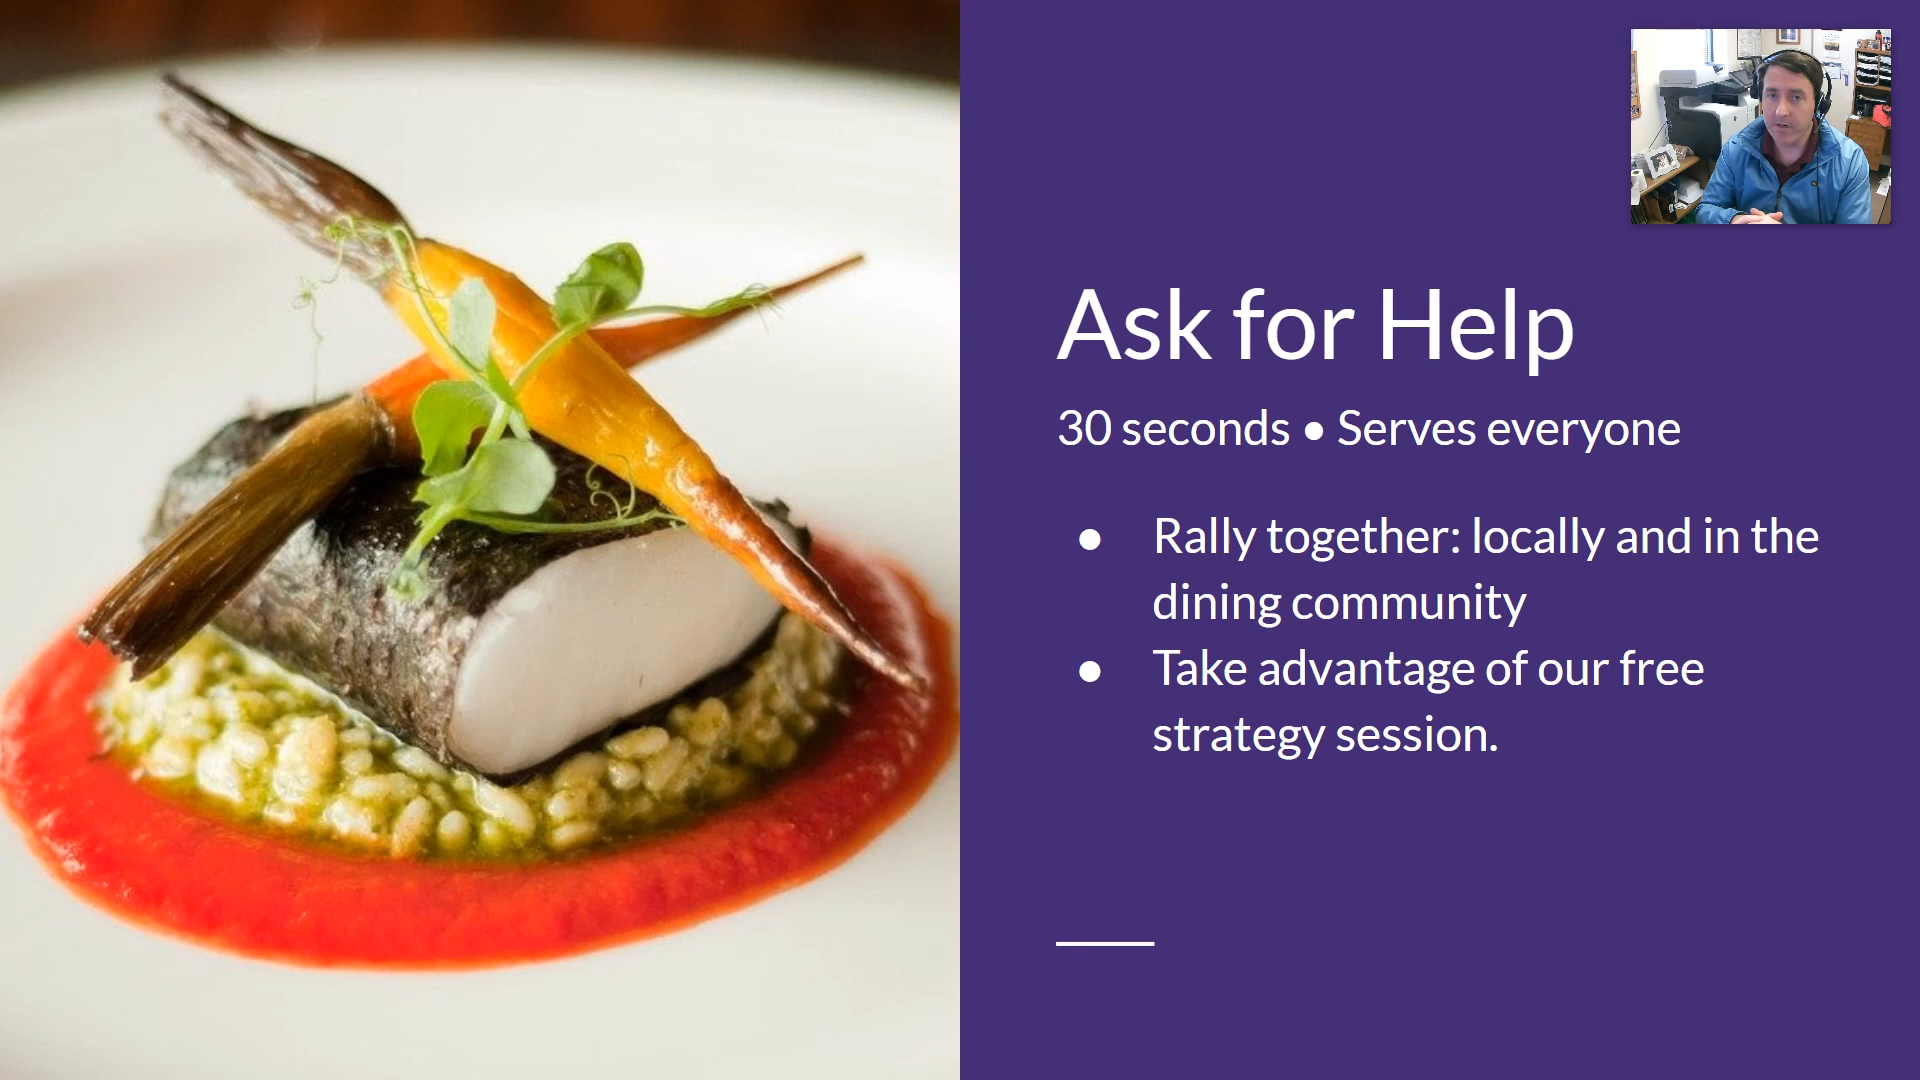 Ask for Help
30 seconds • Serves everyone
● Rally together: locally and in the
dining community
● Take advantage of our free
strategy session.